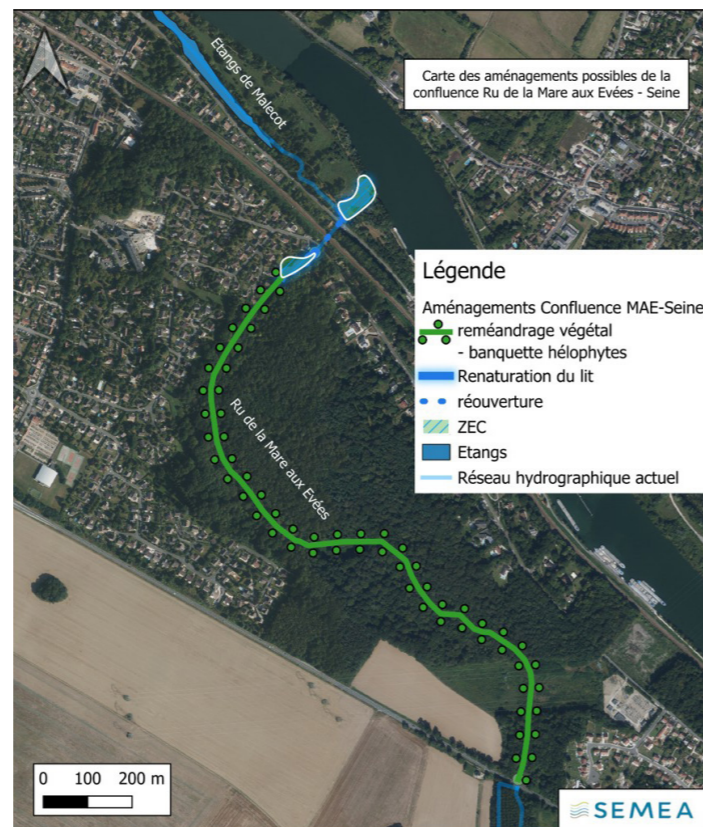 Carte des aménagements possibles de la
confluence Ru de la Mare aux Evées - Seine
Etangs de Malecot
Ru de la Mare aux Evées
Légende
Aménagements Confluence MAE-Seine
reméandrage végétal
- banquette hélophytes
Renaturation du lit
réouverture
ZEC
Etangs
Réseau hydrographique actuel
0 100 200 m
SEMEA